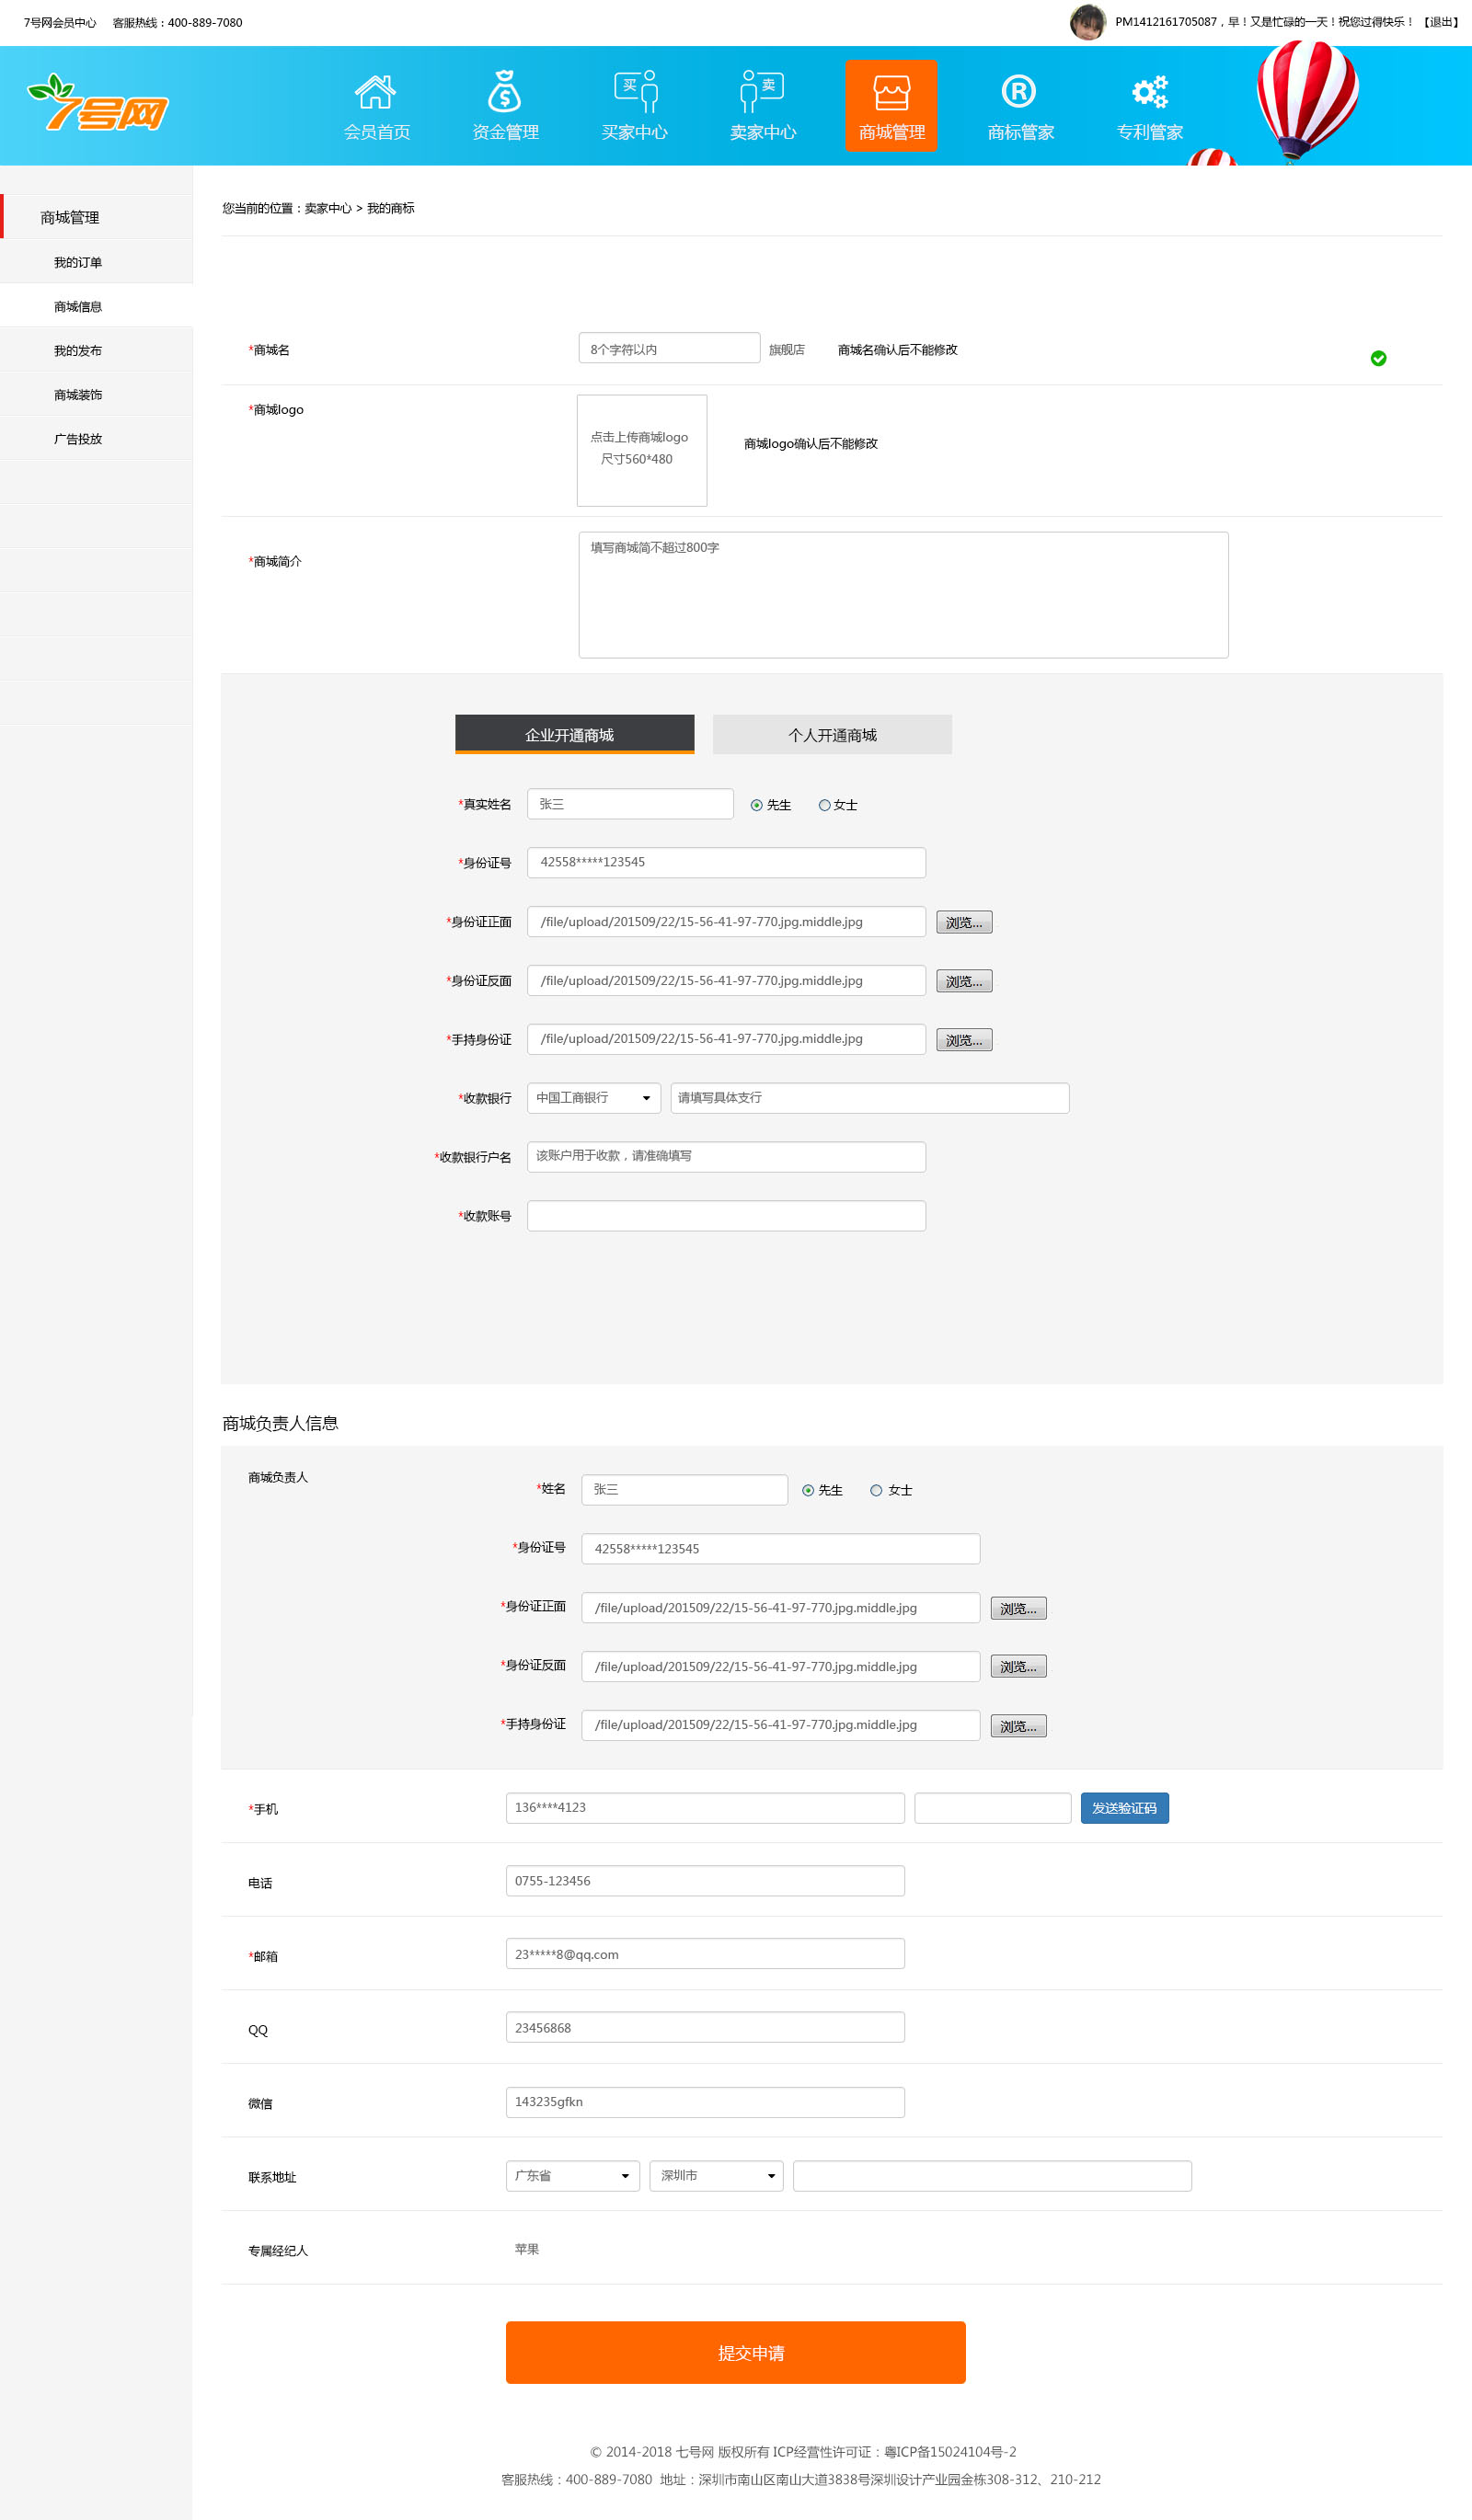 7号网会员中心 客服热线：400-889-7080
PM1412161705087，早！又是忙碌的一天！祝您过得快乐！【退出】
7号网
买
卖
R
会员首页 资金管理 买家中心 卖家中心 商城管理 商标管家 专利管家
商城管理
我的订单
商城信息
我的发布
商城装饰
广告投放
您当前的位置：卖家中心 > 我的商标
*商城名 8个字符以内 旗舰店 商城名确认后不能修改
*商城logo
点击上传商城logo
尺寸560*480
商城logo确认后不能修改
*商城简介 填写商城简不超过800字
企业开通商城 个人开通商城
*真实姓名 张三 先生 女士
*身份证号 42558*****123545
*身份证正面 /file/upload/201509/22/15-56-41-97-770.jpg.middle.jpg 浏览...
*身份证反面 /file/upload/201509/22/15-56-41-97-770.jpg.middle.jpg 浏览...
*手持身份证 /file/upload/201509/22/15-56-41-97-770.jpg.middle.jpg 浏览...
*收款银行 中国工商银行 请填写具体支行
*收款银行户名 该账户用于收款，请准确填写
*收款账号
商城负责人信息
商城负责人
*姓名 张三 先生 女士
*身份证号 42558*****123545
*身份证正面 /file/upload/201509/22/15-56-41-97-770.jpg.middle.jpg 浏览...
*身份证反面 /file/upload/201509/22/15-56-41-97-770.jpg.middle.jpg 浏览...
*手持身份证 /file/upload/201509/22/15-56-41-97-770.jpg.middle.jpg 浏览...
*手机 136****4123 发送验证码
电话 0755-123456
*邮箱 23*****8@qq.com
QQ 23456868
微信 143235gfkn
联系地址 广东省 深圳市
专属经纪人 苹果
提交申请
© 2014-2018 七号网 版权所有 ICP经营性许可证：粤ICP备15024104号-2
客服热线：400-889-7080 地址：深圳市南山区南山大道3838号深圳设计产业园金栋308-312、210-212